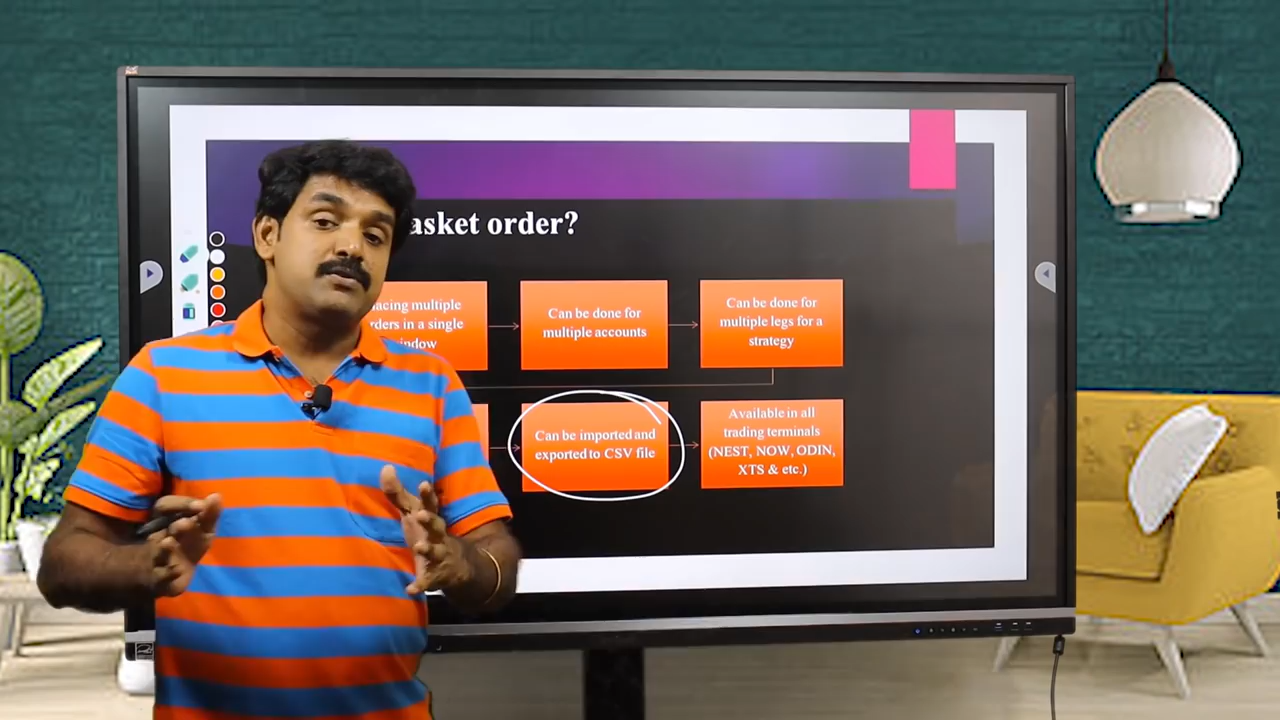 asket order?
lacing multiple
rders in a single
indow
Can be done for
multiple accounts
Can be done for
multiple legs for a
strategy
Can be imported and
exported to CSV file
Available in all
trading terminals
(NEST, NOW, ODIN,
XTS & etc.)